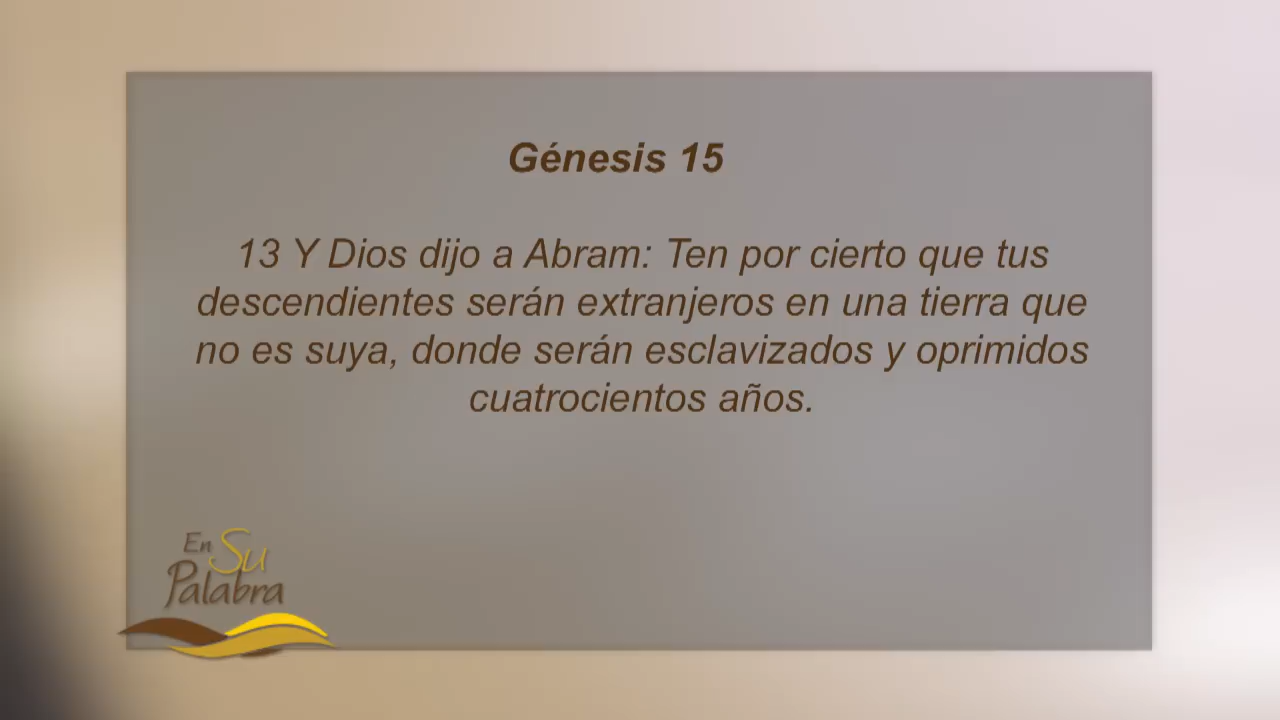 Génesis 15
13 Y Dios dijo a Abram: Ten por cierto que tus
descendientes serán extranjeros en una tierra que
no es suya, donde serán esclavizados y oprimidos
cuatrocientos años.
En Su
Palabra